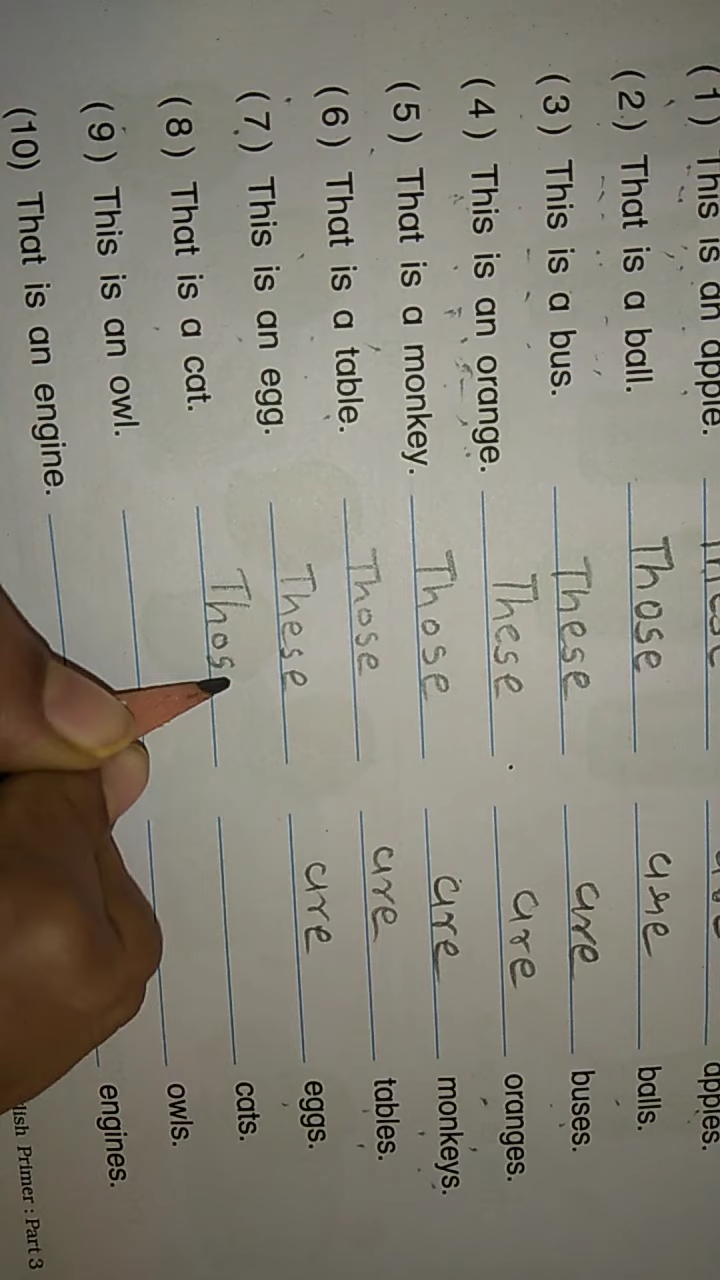 (1) This is an apple. These are apples.
(2) That is a ball. Those are balls.
(3) This is a bus. These are buses.
(4) This is an orange. These are oranges.
(5) That is a monkey. Those are monkeys.
(6) That is a table. Those are tables.
(7) This is an egg. These are eggs.
(8) That is a cat. Thos cats.
(9) This is an owl. owls.
(10) That is an engine. engines.
Primer : Part 3